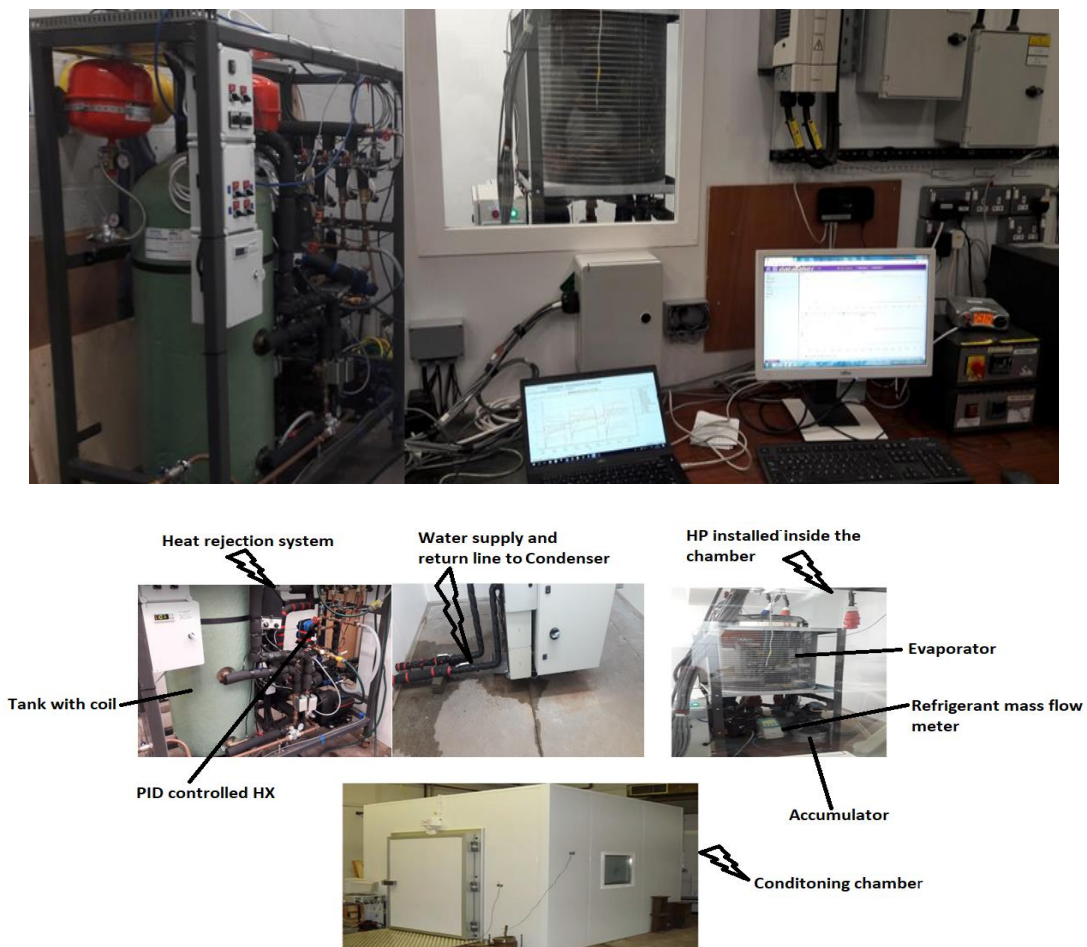 Heat rejection system
Water supply and
return line to Condenser
HP installed inside the
chamber
Evaporator
Tank with coil
Refrigerant mass flow
meter
PID controlled HX
Accumulator
Conditoning chamber